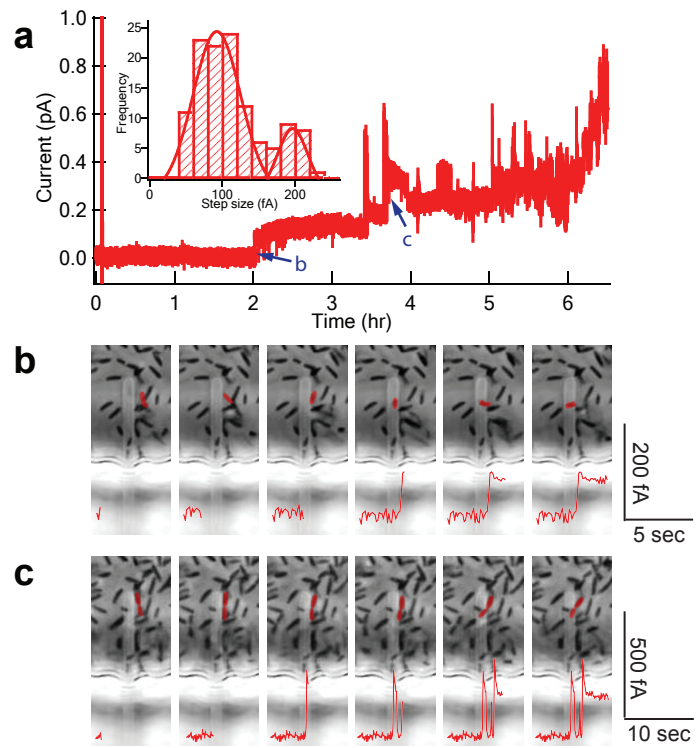 a
1.0
0.8
0.6
0.4
0.2
0.0
Current (pA)
0
1
2
3
4
5
6
Time (hr)
25
20
15
10
5
0
Frequency
0
100
200
Step size (fA)
b
c
b
200 fA
5 sec
c
500 fA
10 sec